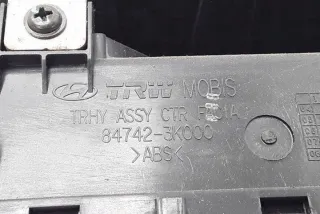 TRW MOBIS
TRHY ASSY CTR
84742-3K000
>ABS<